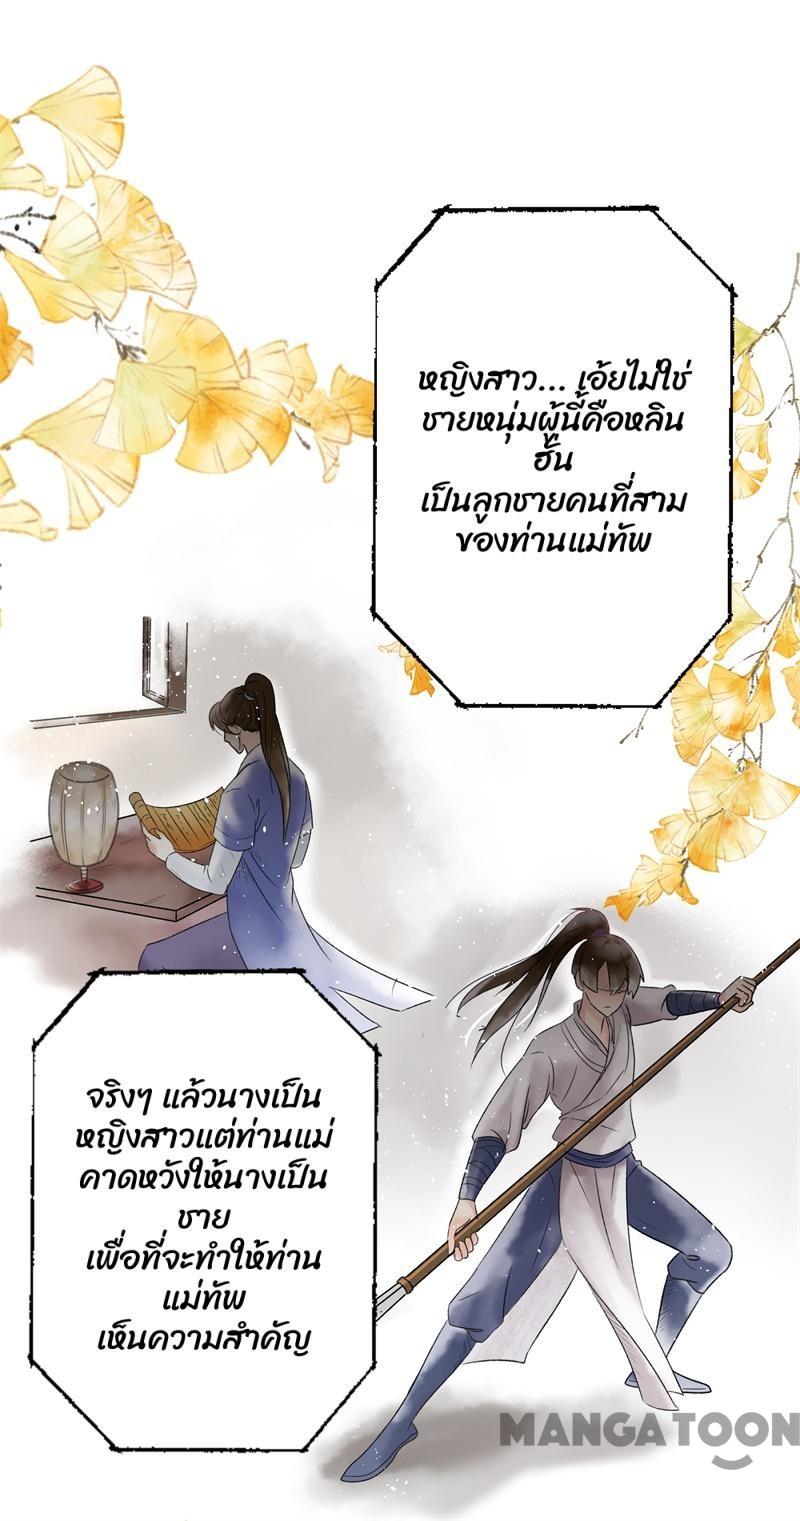 หญิงสาว... เอ้ยไม่ใช่
ชายหนุ่มผู้นี้คือหลิน
ฮั่น
เป็นลูกชายคนที่สาม
ของท่านแม่ทัพ
จริงๆ แล้วนางเป็น
หญิงสาวแต่ท่านแม่
คาดหวังให้นางเป็น
ชาย
เพื่อที่จะทำให้ท่าน
แม่ทัพ
เห็นความสำคัญ
MANGATOON